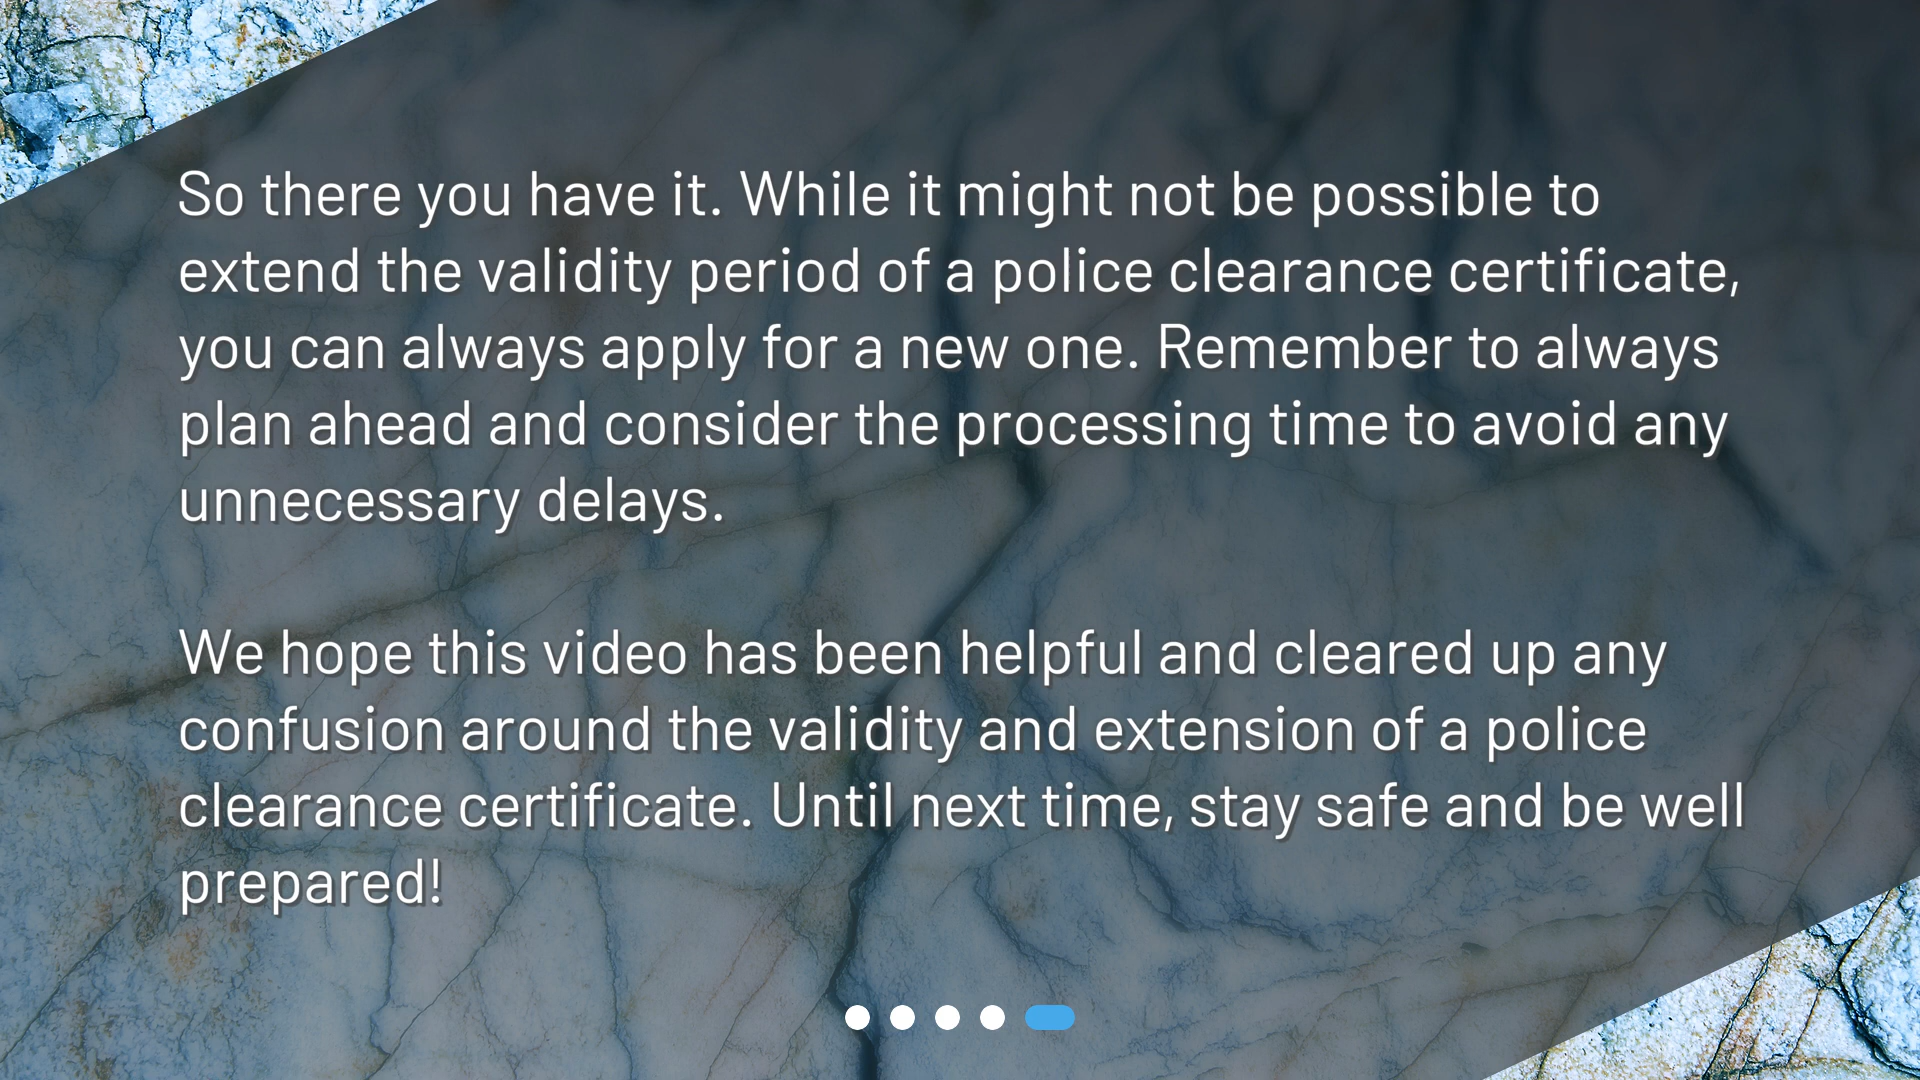 So there you have it. While it might not be possible to
extend the validity period of a police clearance certificate,
you can always apply for a new one. Remember to always
plan ahead and consider the processing time to avoid any
unnecessary delays.
We hope this video has been helpful and cleared up any
confusion around the validity and extension of a police
clearance certificate. Until next time, stay safe and be well
prepared!